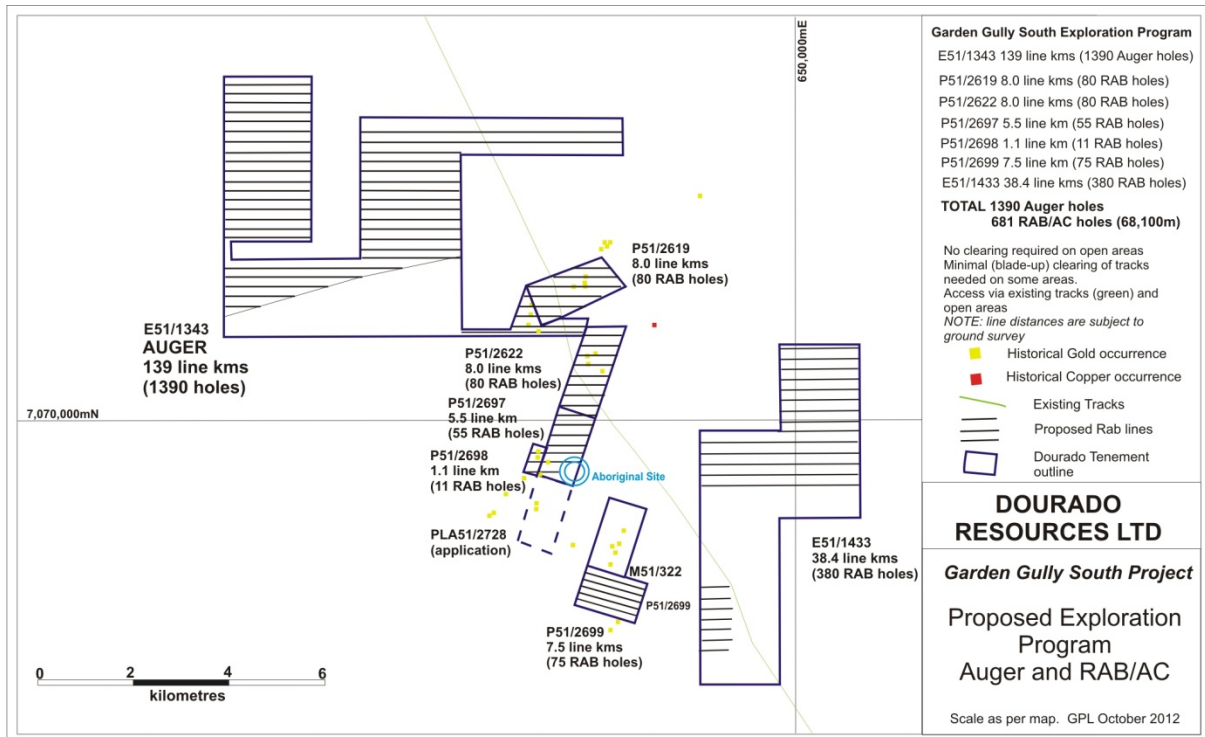 650,000mE
E51/1343
AUGER
139 line kms
(1390 holes)
P51/2619
8.0 line kms
(80 RAB holes)
P51/2622
8.0 line kms
(80 RAB holes)
7,070,000mN
P51/2697
5.5 line km
(55 RAB holes)
P51/2698
1.1 line km
(11 RAB holes)
Aboriginal Site
PLA51/2728
(application)
M51/322
P51/2699
P51/2699
7.5 line kms
(75 RAB holes)
E51/1433
38.4 line kms
(380 RAB holes)
0 2 4 6
kilometres
Garden Gully South Exploration Program
E51/1343 139 line kms (1390 Auger holes)
P51/2619 8.0 line kms (80 RAB holes)
P51/2622 8.0 line kms (80 RAB holes)
P51/2697 5.5 line km (55 RAB holes)
P51/2698 1.1 line km (11 RAB holes)
P51/2699 7.5 line km (75 RAB holes)
E51/1433 38.4 line kms (380 RAB holes)
TOTAL 1390 Auger holes
681 RAB/AC holes (68,100m)
No clearing required on open areas
Minimal (blade-up) clearing of tracks
needed on some areas.
Access via existing tracks (green) and
open areas
NOTE: line distances are subject to
ground survey
Historical Gold occurrence
Historical Copper occurrence
Existing Tracks
Proposed Rab lines
Dourado Tenement
outline
DOURADO
RESOURCES LTD
Garden Gully South Project
Proposed Exploration
Program
Auger and RAB/AC
Scale as per map. GPL October 2012